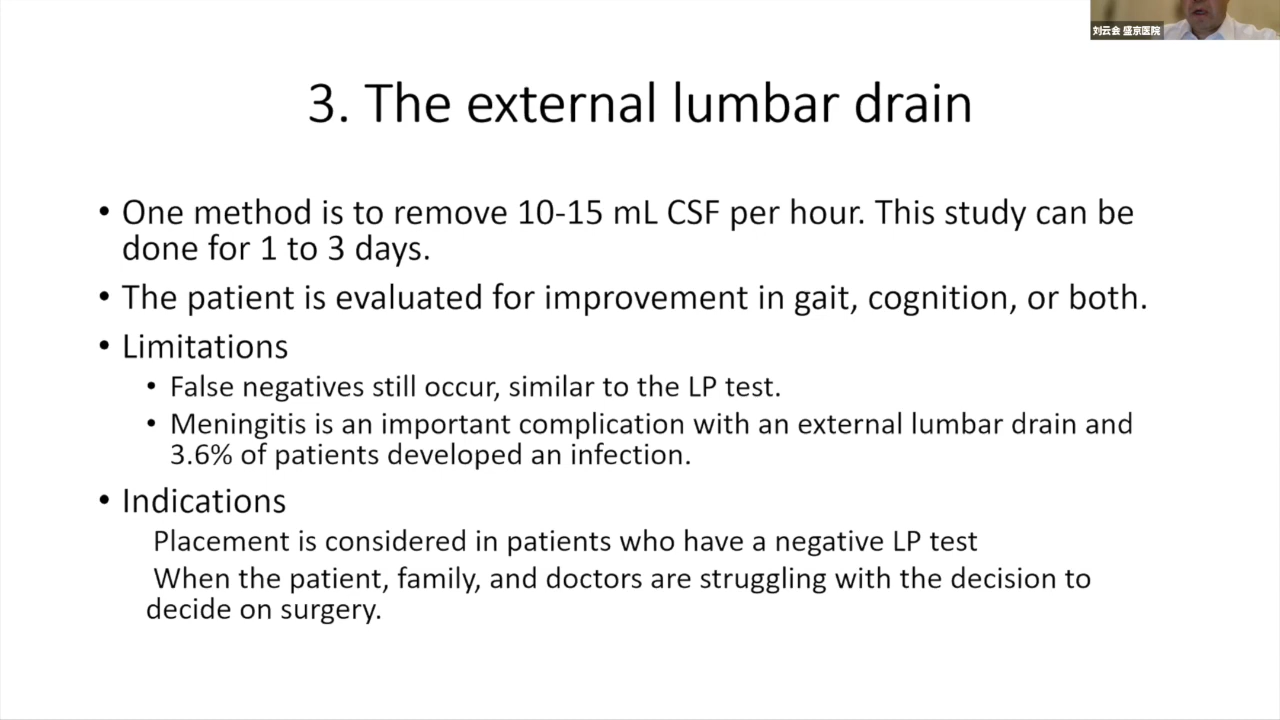 刘云会 盛京医院
3. The external lumbar drain
• One method is to remove 10-15 mL CSF per hour. This study can be
done for 1 to 3 days.
• The patient is evaluated for improvement in gait, cognition, or both.
• Limitations
• False negatives still occur, similar to the LP test.
• Meningitis is an important complication with an external lumbar drain and
3.6% of patients developed an infection.
• Indications
Placement is considered in patients who have a negative LP test
When the patient, family, and doctors are struggling with the decision to
decide on surgery.